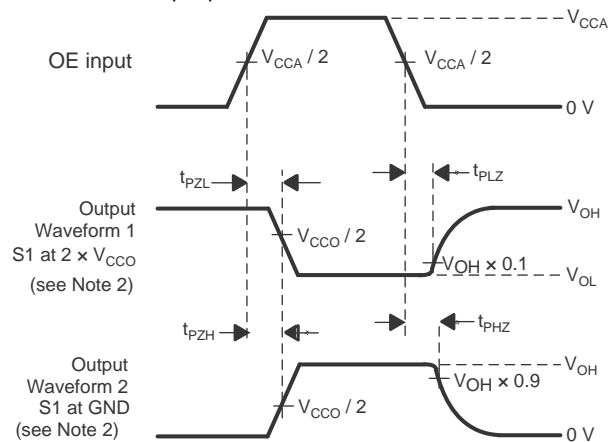 V_CCA
OE input
V_CCA / 2
V_CCA / 2
0 V
t_PZL
t_PLZ
Output
Waveform 1
S1 at 2 × V_CCO
(see Note 2)
V_CCO / 2
V_OH
V_OH × 0.1
V_OL
t_PZH
t_PHZ
Output
Waveform 2
S1 at GND
(see Note 2)
V_CCO / 2
V_OH
V_OH × 0.9
0 V